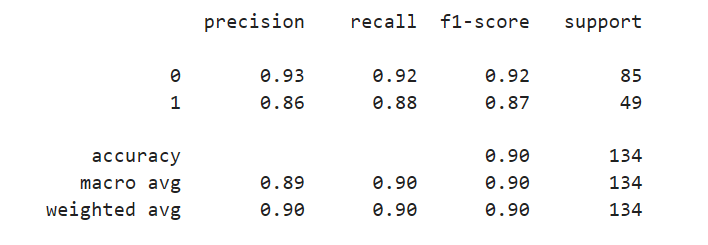 precision recall f1-score support
0 0.93 0.92 0.92 85
1 0.86 0.88 0.87 49
accuracy 0.90 134
macro avg 0.89 0.90 0.90 134
weighted avg 0.90 0.90 0.90 134